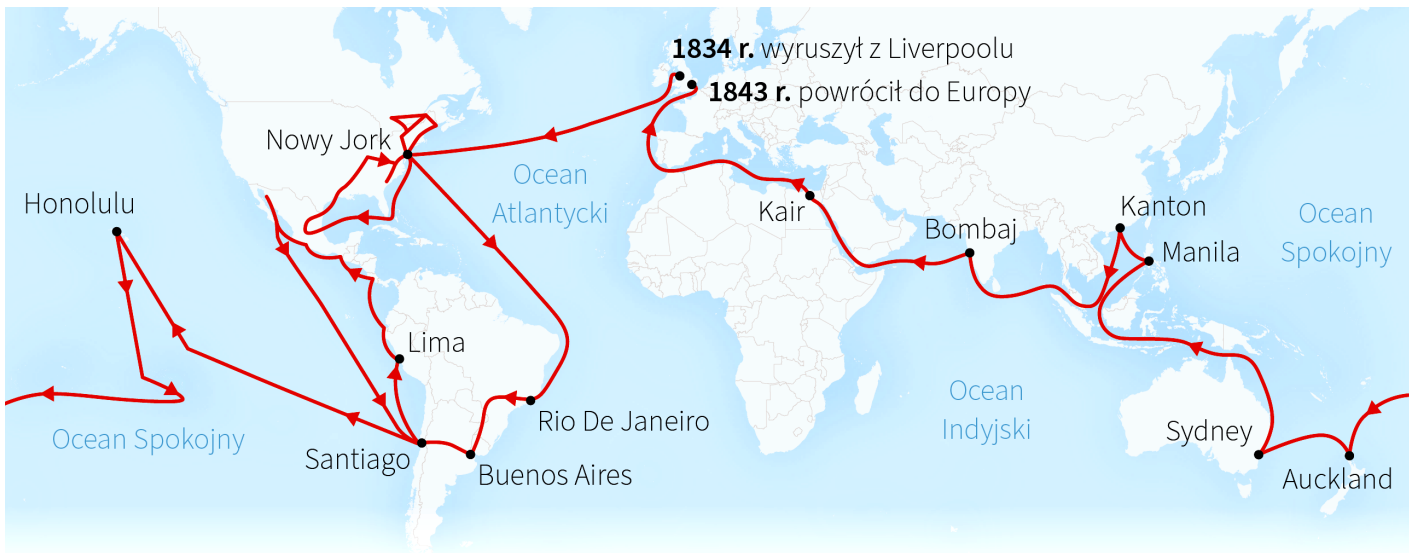 1834 r. wyruszył z Liverpoolu
1843 r. powrócił do Europy
Nowy Jork
Ocean
Atlantycki
Honolulu
Kair
Bombaj
Kanton
Manila
Ocean
Spokojny
Lima
Ocean
Indyjski
Rio De Janeiro
Ocean Spokojny
Santiago
Buenos Aires
Sydney
Auckland